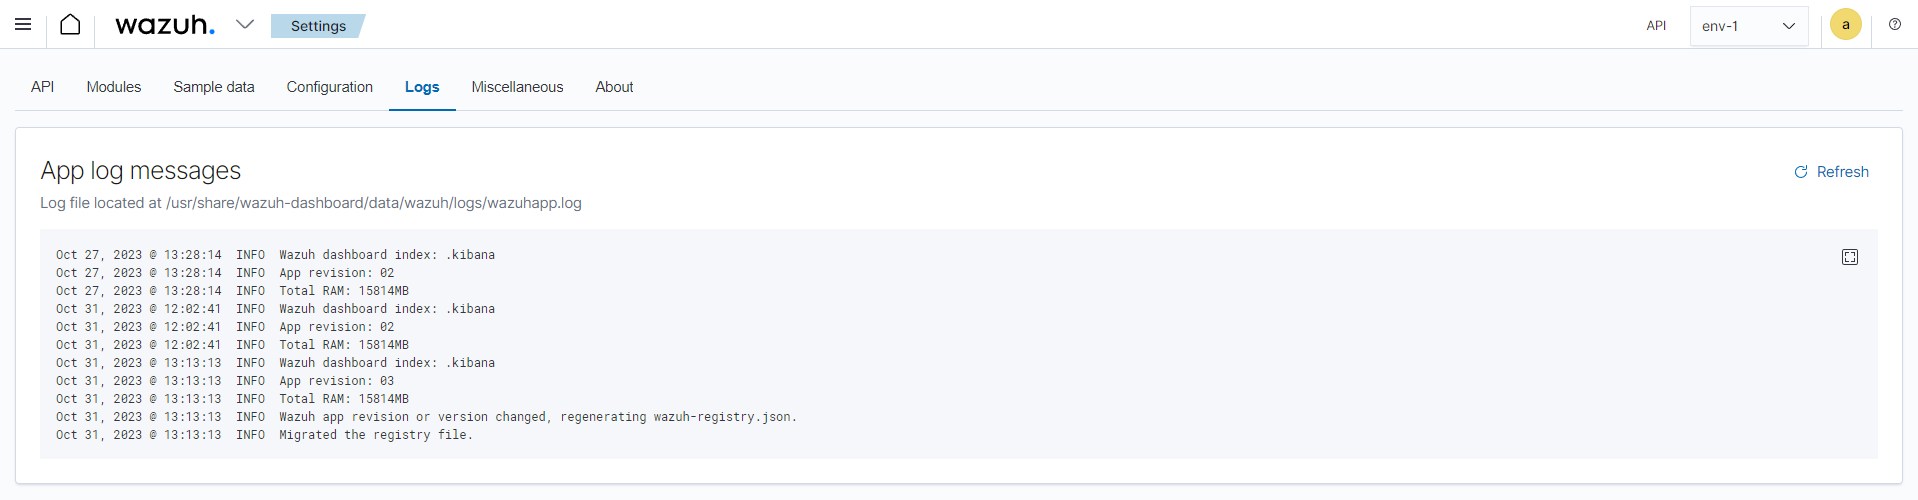 wazuh. Settings API env-1 a
API Modules Sample data Configuration Logs Miscellaneous About
App log messages
Refresh
Log file located at /usr/share/wazuh-dashboard/data/wazuh/logs/wazuhapp.log
Oct 27, 2023 @ 13:28:14 INFO Wazuh dashboard index: .kibana
Oct 27, 2023 @ 13:28:14 INFO App revision: 02
Oct 27, 2023 @ 13:28:14 INFO Total RAM: 15814MB
Oct 31, 2023 @ 12:02:41 INFO Wazuh dashboard index: .kibana
Oct 31, 2023 @ 12:02:41 INFO App revision: 02
Oct 31, 2023 @ 12:02:41 INFO Total RAM: 15814MB
Oct 31, 2023 @ 13:13:13 INFO Wazuh dashboard index: .kibana
Oct 31, 2023 @ 13:13:13 INFO App revision: 03
Oct 31, 2023 @ 13:13:13 INFO Total RAM: 15814MB
Oct 31, 2023 @ 13:13:13 INFO Wazuh app revision or version changed, regenerating wazuh-registry.json.
Oct 31, 2023 @ 13:13:13 INFO Migrated the registry file.